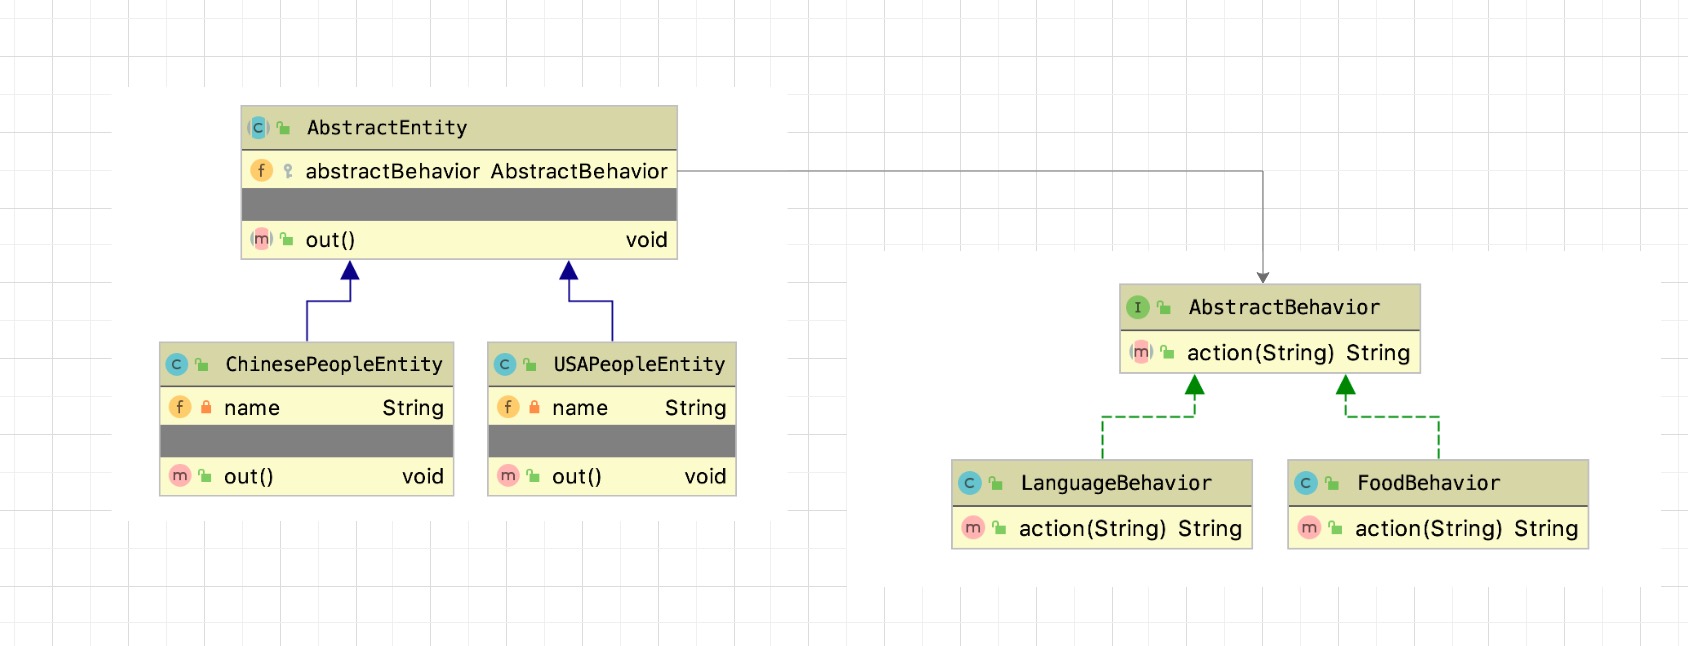 AbstractEntity
abstractBehavior AbstractBehavior
out() void
ChinesePeopleEntity
name String
out() void
USAPeopleEntity
name String
out() void
AbstractBehavior
action(String) String
LanguageBehavior
action(String) String
FoodBehavior
action(String) String